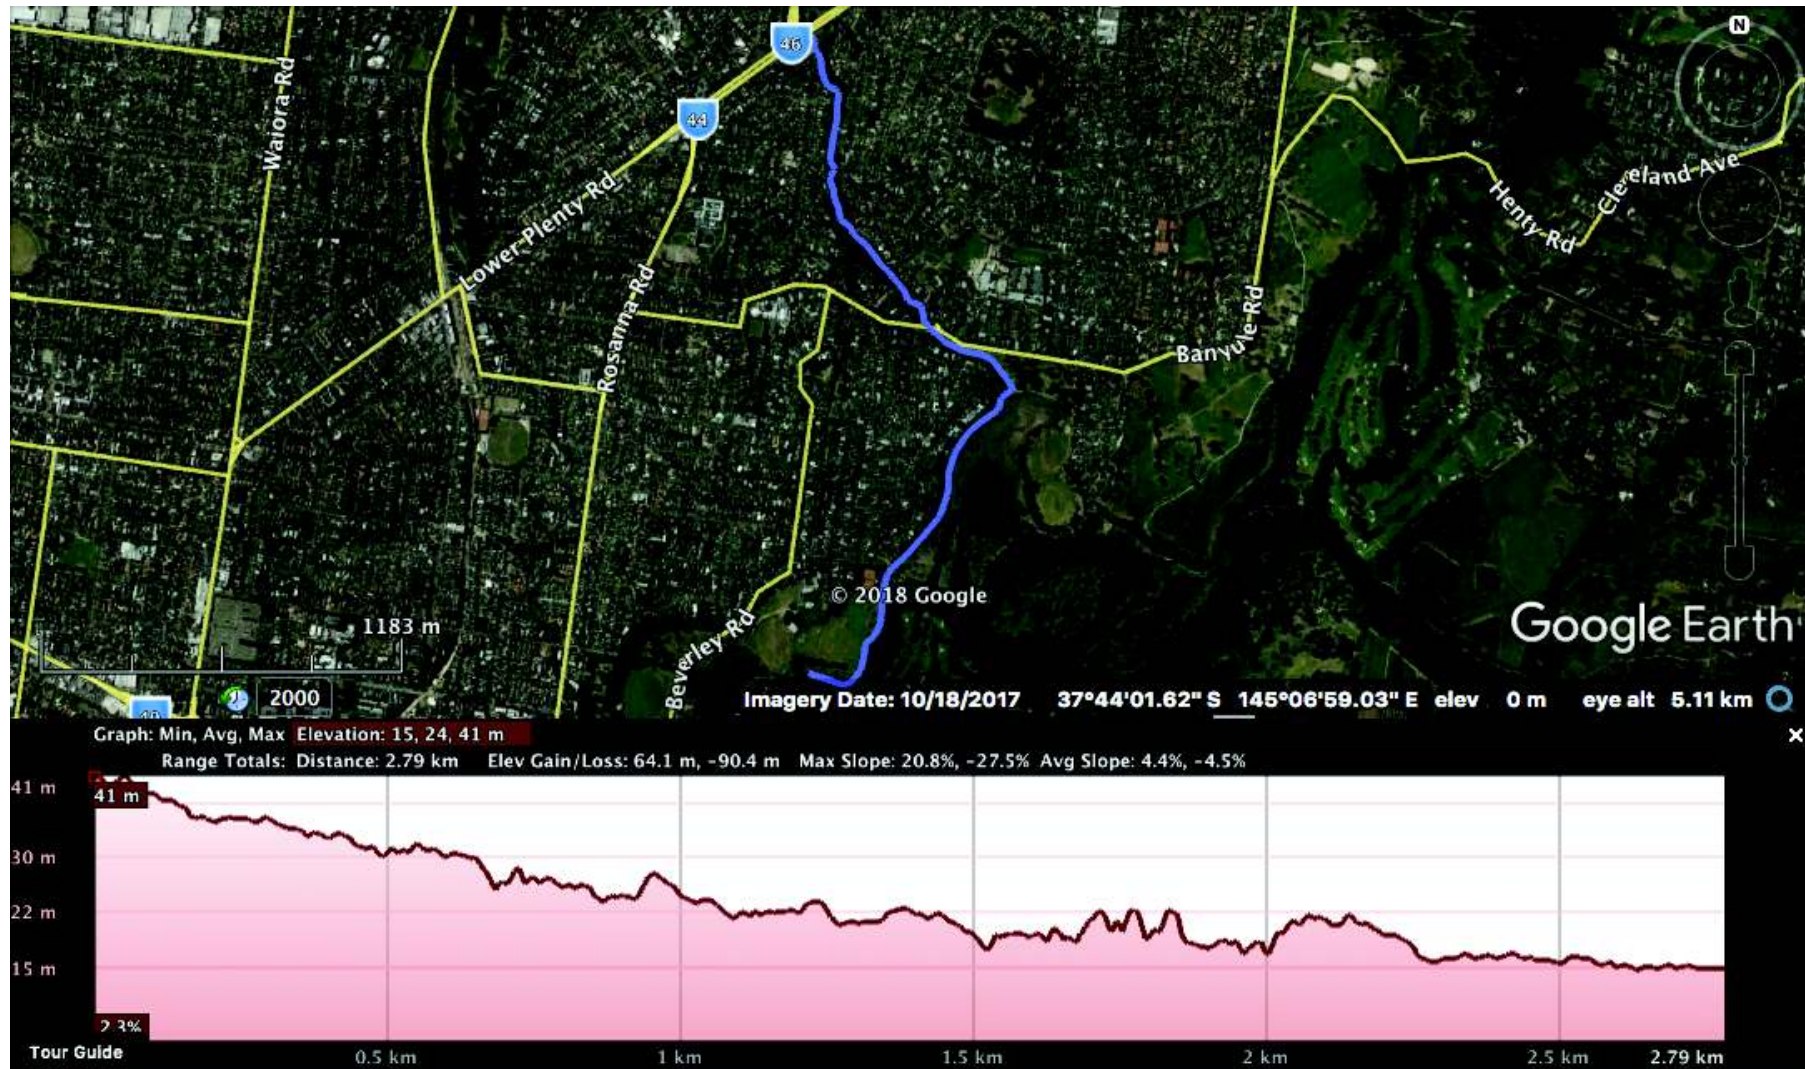 N
46
44
Waiora Rd
Lower Plenty Rd
Rosanna Rd
Henty Rd
Cleveland Ave
Banyule Rd
© 2018 Google
Google Earth
Beverley Rd
1183 m
2000
Imagery Date: 10/18/2017 37°44'01.62" S 145°06'59.03" E elev 0 m eye alt 5.11 km
Graph: Min, Avg, Max Elevation: 15, 24, 41 m
Range Totals: Distance: 2.79 km Elev Gain/Loss: 64.1 m, -90.4 m Max Slope: 20.8%, -27.5% Avg Slope: 4.4%, -4.5%
41 m
41 m
30 m
22 m
15 m
2.3%
Tour Guide
0.5 km 1 km 1.5 km 2 km 2.5 km 2.79 km